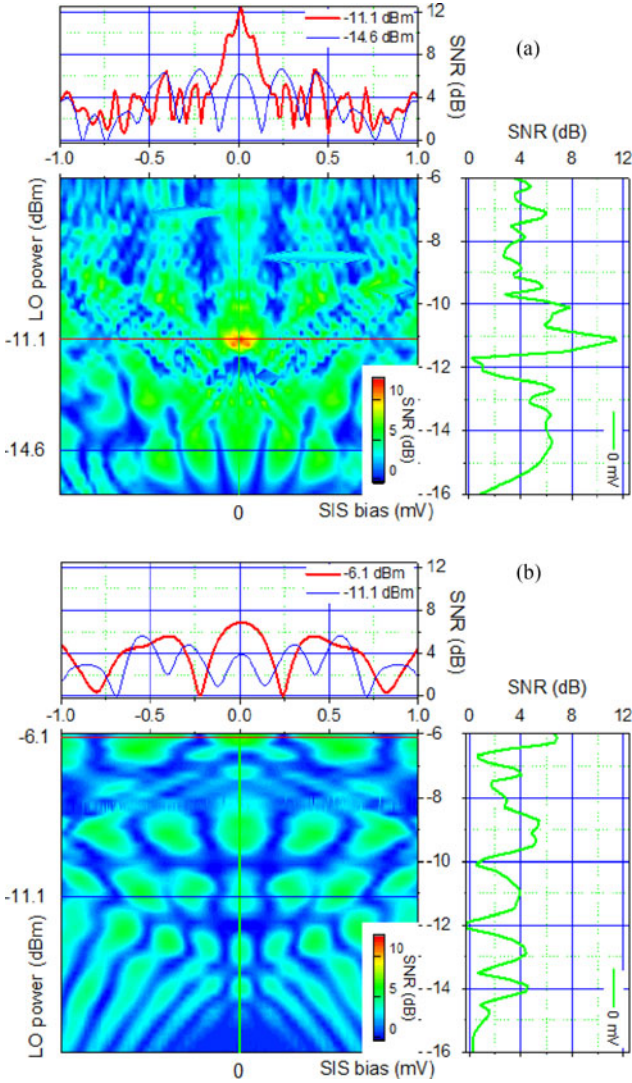 -11.1 dBm
-14.6 dBm
12
8
4
0
SNR (dB)
(a)
-1.0 -0.5 0.0 0.5 1.0
SNR (dB)
0 4 8 12
LO power (dBm)
-11.1
-14.6
-6
-8
-10
-12
-14
-16
10
5
0
SNR (dB)
0 mV
0
SIS bias (mV)
-6.1 dBm
-11.1 dBm
12
8
4
0
SNR (dB)
(b)
-1.0 -0.5 0.0 0.5 1.0
SNR (dB)
0 4 8 12
-6.1
-11.1
LO power (dBm)
-6
-8
-10
-12
-14
-16
10
5
0
SNR (dB)
0 mV
0
SIS bias (mV)